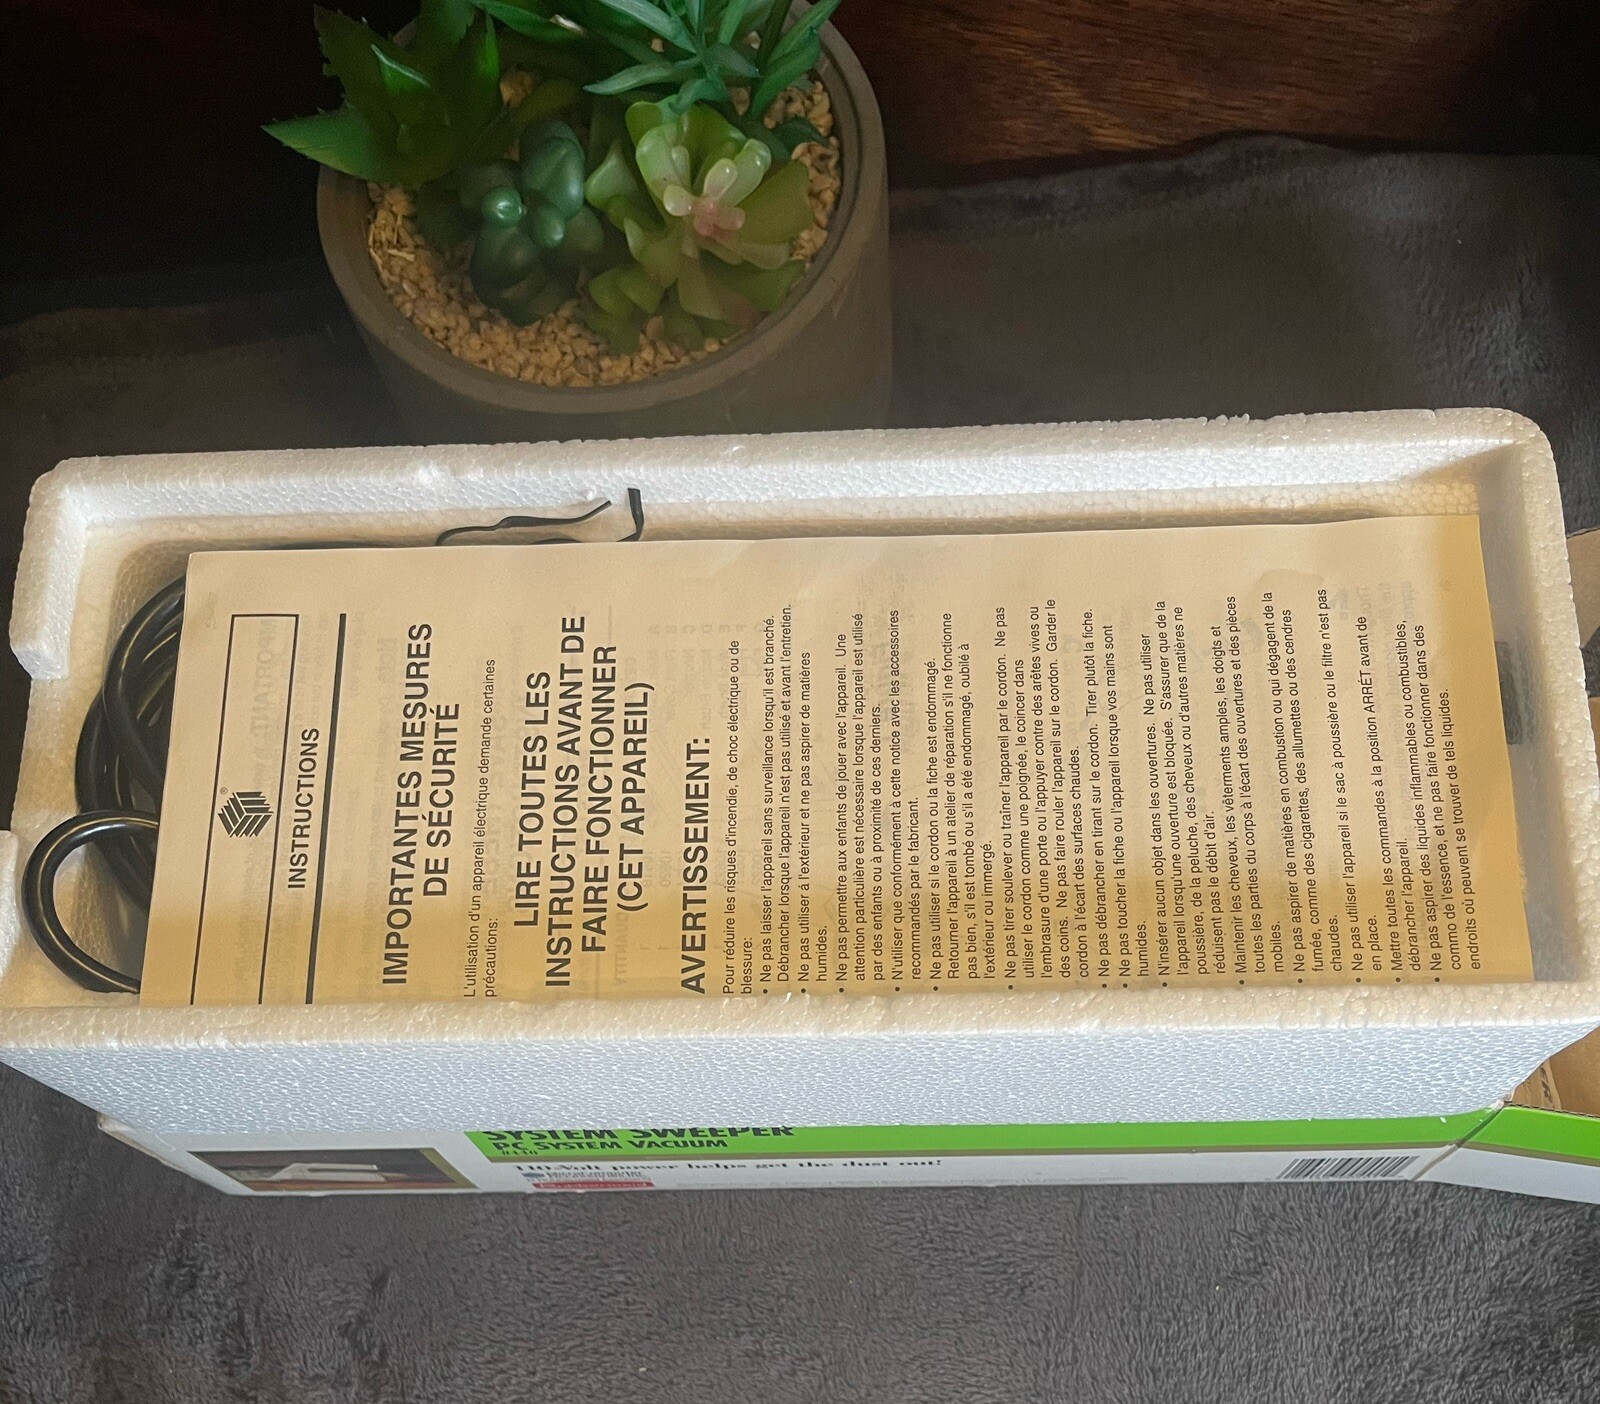 ®
INSTRUCTIONS
IMPORTANTES MESURES
DE SÉCURITÉ
L'utilisation d'un appareil électrique demande certaines
précautions:
LIRE TOUTES LES
INSTRUCTIONS AVANT DE
FAIRE FONCTIONNER
(CET APPAREIL)
AVERTISSEMENT:
Pour réduire les risques d'incendie, de choc électrique ou de
blessure:
• Ne pas laisser l'appareil sans surveillance lorsqu'il est branché.
Débrancher lorsque l'appareil n'est pas utilisé et avant l'entretien.
• Ne pas utiliser á l'extérieur et ne pas aspirer de matières
humides.
• Ne pas permettre aux enfants de jouer avec l'appareil. Une
attention particulière est nécessaire lorsque l'appareil est utilisé
par des enfants ou à proximité de ces derniers.
• N'utiliser que conformément à cette notice avec les accessoires
recommandés par le fabricant.
• Ne pas utiliser si le cordon ou la fiche est endommagé.
Retourner l'appareil à un atelier de réparation s'il ne fonctionne
pas bien, s'il est tombé ou s'il a été endommagé, oublié à
l'extérieur ou immergé.
• Ne pas tirer soulever ou traîner l'appareil par le cordon. Ne pas
utiliser le cordon comme une poignée, le coincer dans
l'embrasure d'une porte ou l'appuyer contre des arêtes vives ou
des coins. Ne pas faire rouler l'appareil sur le cordon. Garder le
cordon à l'écart des surfaces chaudes.
• Ne pas débrancher en tirant sur le cordon. Tirer plutôt la fiche.
• Ne pas toucher la fiche ou l'appareil lorsque vos mains sont
humides.
• N'insérer aucun objet dans les ouvertures. Ne pas utiliser
l'appareil lorsqu'une ouverture est bloquée. S'assurer que de la
poussière, de la peluche, des cheveux ou d'autres matières ne
réduisent pas le débit d'air.
• Maintenir les cheveux, les vêtements amples, les doigts et
toutes les parties du corps à l'écart des ouvertures et des pièces
mobiles.
• Ne pas aspirer de matières en combustion ou qui dégagent de la
fumée, comme des cigarettes, des allumettes ou des cendres
chaudes.
• Ne pas utiliser l'appareil si le sac à poussière ou le filtre n'est pas
en place.
• Mettre toutes les commandes à la position ARRÊT avant de
débrancher l'appareil.
• Ne pas aspirer des liquides inflammables ou combustibles,
commo de l'essence, et ne pas faire fonctionner dans des
endroits où peuvent se trouver de tels liquides.
SYSTEM SWEEPER
PC SYSTEM VACUUM
110-Volt power helps get the dust out!